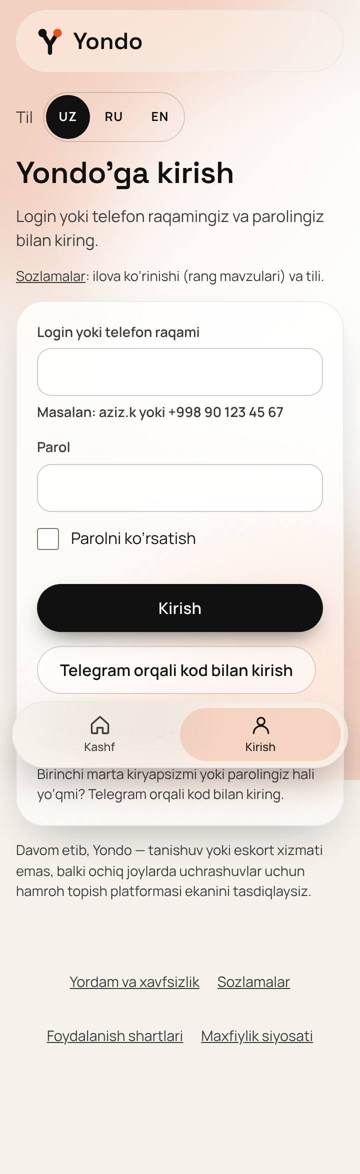 Yondo
Til UZ RU EN
Yondo’ga kirish
Login yoki telefon raqamingiz va parolingiz
bilan kiring.
Sozlamalar: ilova ko‘rinishi (rang mavzulari) va tili.
Login yoki telefon raqami
Masalan: aziz.k yoki +998 90 123 45 67
Parol
Parolni ko‘rsatish
Kirish
Telegram orqali kod bilan kirish
Kashf Kirish
Birinchi marta kiryapsizmi yoki parolingiz hali
yo‘qmi? Telegram orqali kod bilan kiring.
Davom etib, Yondo — tanishuv yoki eskort xizmati
emas, balki ochiq joylarda uchrashuvlar uchun
hamroh topish platformasi ekanini tasdiqlaysiz.
Yordam va xavfsizlik Sozlamalar
Foydalanish shartlari Maxfiylik siyosati